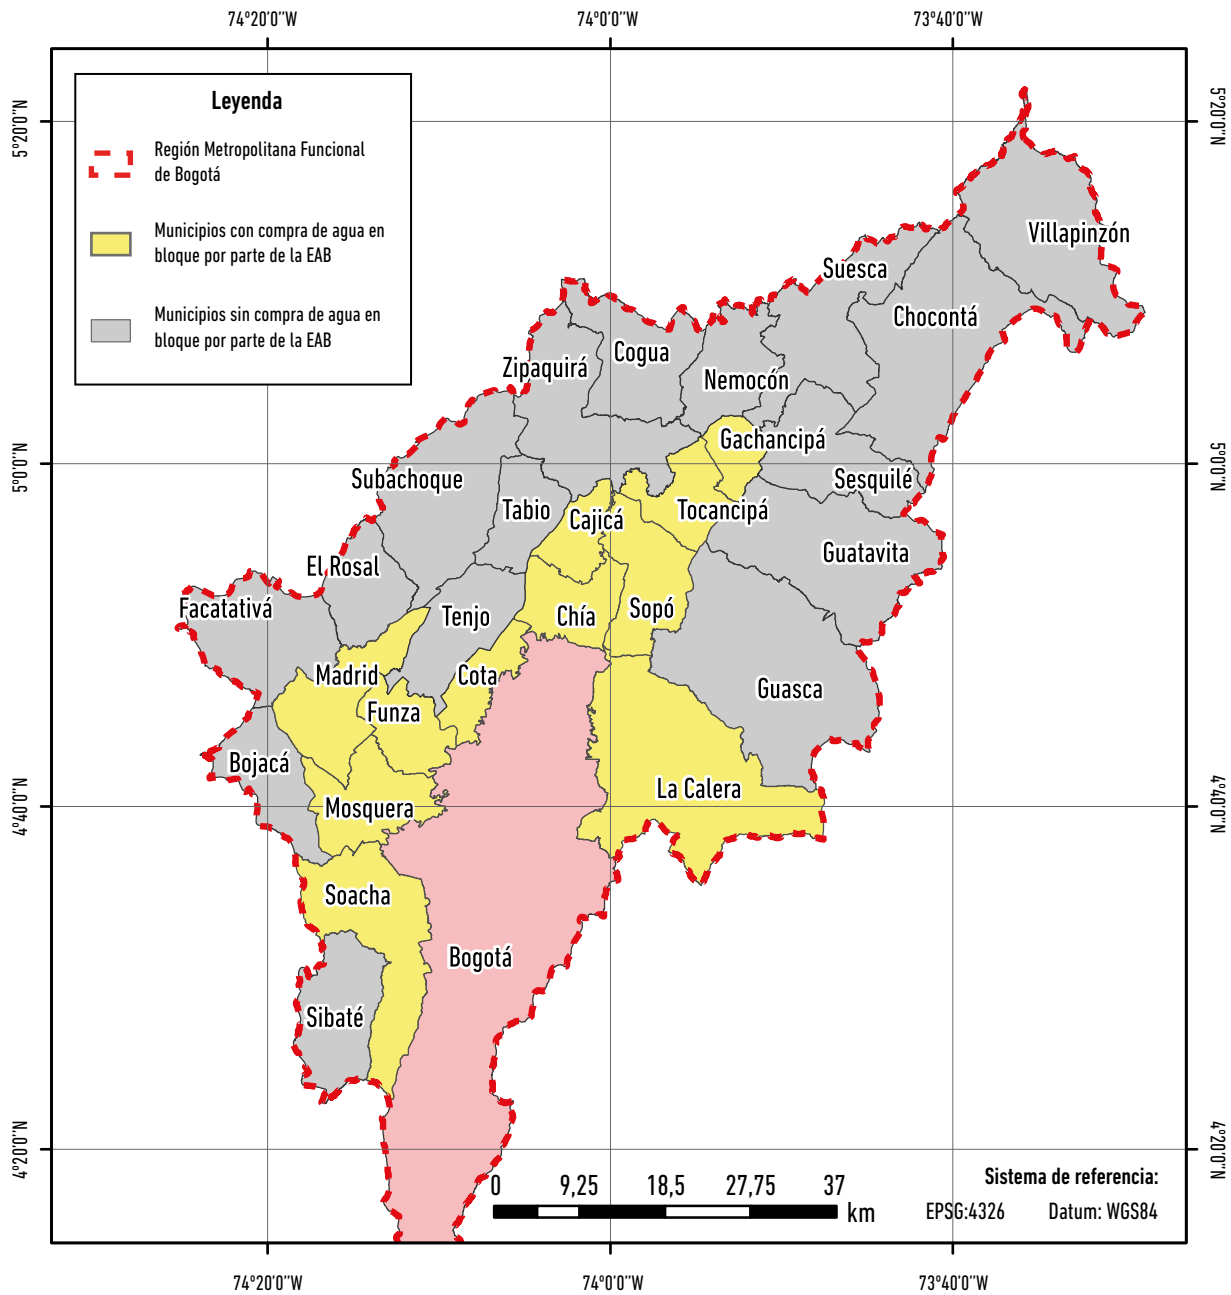 74°20'0''W
74°0'0''W
73°40'0''W
5°20'0''N
5°20'0''N
Leyenda
Región Metropolitana Funcional
de Bogotá
Municipios con compra de agua en
bloque por parte de la EAB
Municipios sin compra de agua en
bloque por parte de la EAB
Villapinzón
Suesca
Chocontá
Cogua
Zipaquirá
Nemocón
Gachancipá
5°0'0''N
5°0'0''N
Subachoque
Sesquilé
Tabio
Cajicá
Tocancipá
Guatavita
El Rosal
Facatativá
Tenjo
Chía
Sopó
Madrid
Cota
Guasca
Funza
Bojacá
La Calera
Mosquera
4°40'0''N
4°40'0''N
Soacha
Bogotá
Sibaté
4°20'0''N
4°20'0''N
0
9,25
18,5
27,75
37
km
Sistema de referencia:
EPSG:4326
Datum: WGS84
74°20'0''W
74°0'0''W
73°40'0''W